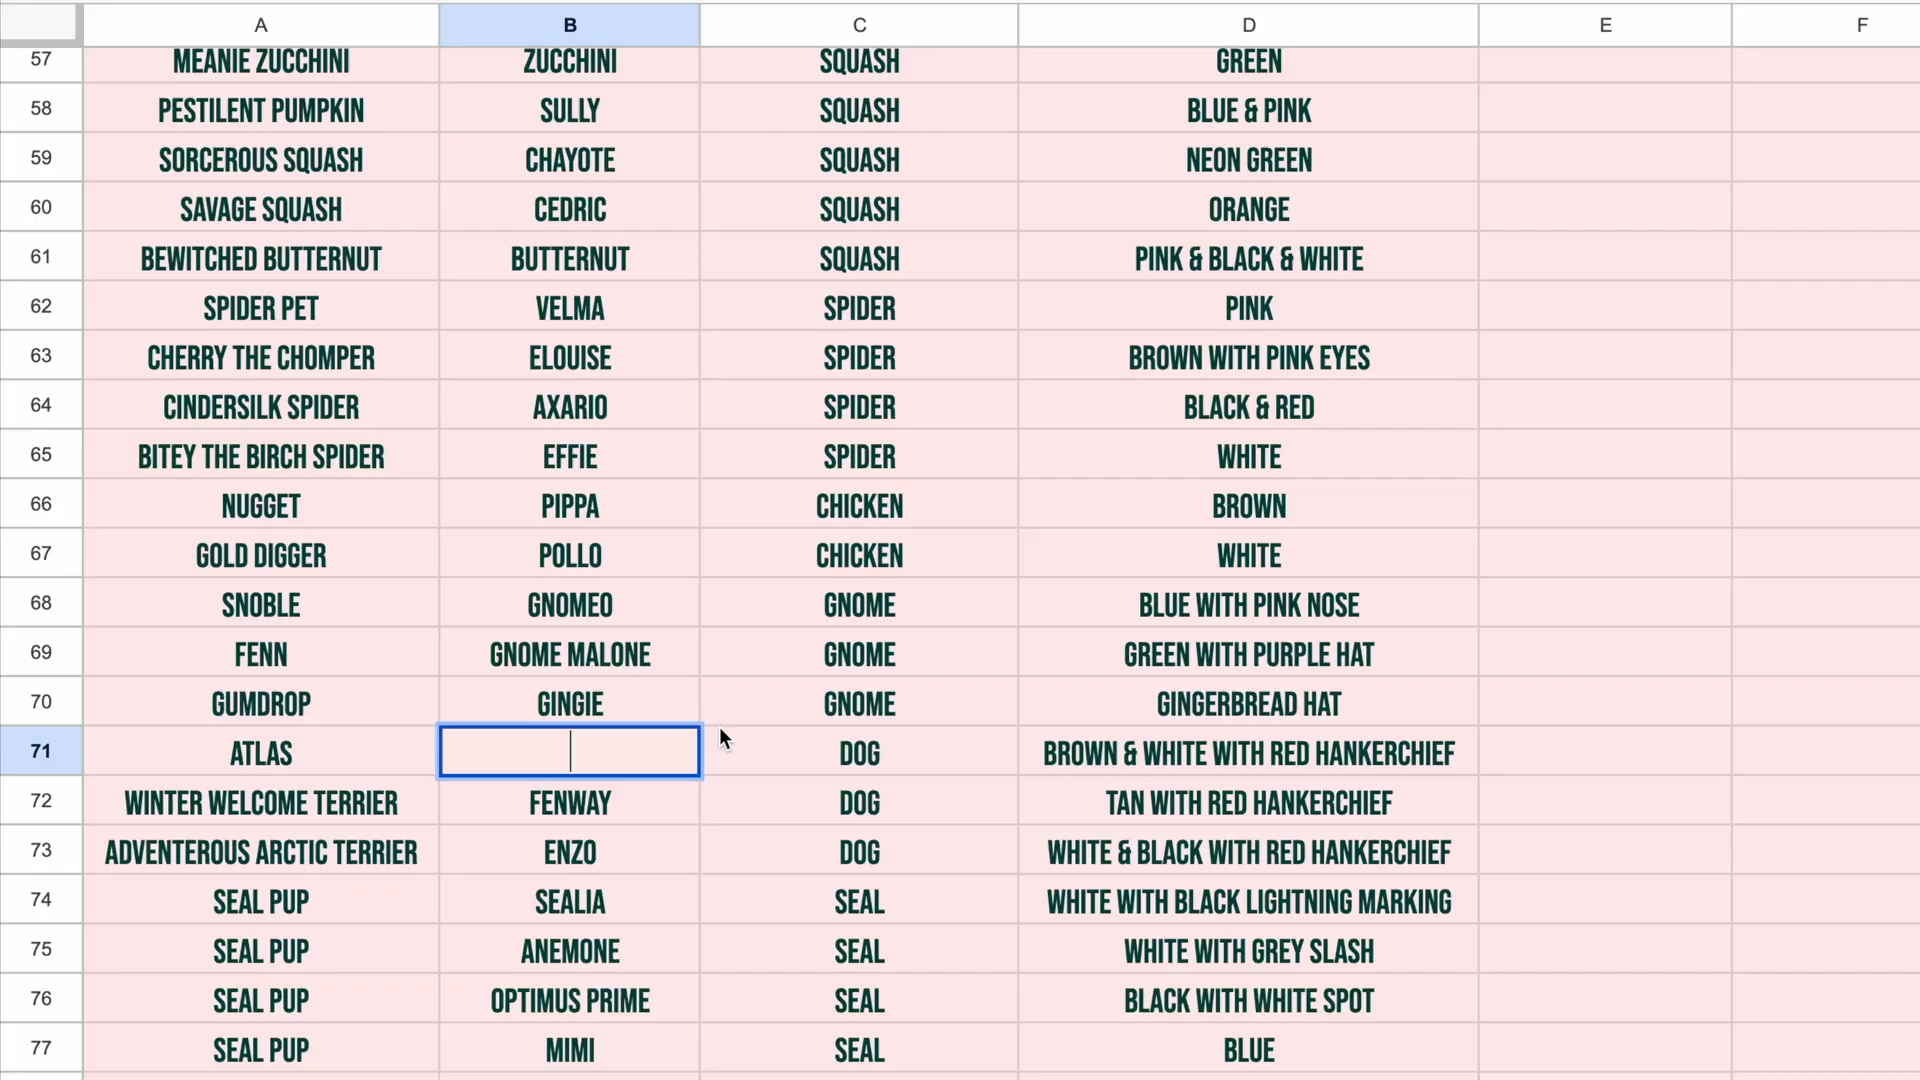 A B C D E F
57 MEANIE ZUCCHINI ZUCCHINI SQUASH GREEN
58 PESTILENT PUMPKIN SULLY SQUASH BLUE & PINK
59 SORCEROUS SQUASH CHAYOTE SQUASH NEON GREEN
60 SAVAGE SQUASH CEDRIC SQUASH ORANGE
61 BEWITCHED BUTTERNUT BUTTERNUT SQUASH PINK & BLACK & WHITE
62 SPIDER PET VELMA SPIDER PINK
63 CHERRY THE CHOMPER ELOUISE SPIDER BROWN WITH PINK EYES
64 CINDERSILK SPIDER AXARIO SPIDER BLACK & RED
65 BITEY THE BIRCH SPIDER EFFIE SPIDER WHITE
66 NUGGET PIPPA CHICKEN BROWN
67 GOLD DIGGER POLLO CHICKEN WHITE
68 SNOBLE GNOMEO GNOME BLUE WITH PINK NOSE
69 FENN GNOME MALONE GNOME GREEN WITH PURPLE HAT
70 GUMDROP GINGIE GNOME GINGERBREAD HAT
71 ATLAS DOG BROWN & WHITE WITH RED HANKERCHIEF
72 WINTER WELCOME TERRIER FENWAY DOG TAN WITH RED HANKERCHIEF
73 ADVENTEROUS ARCTIC TERRIER ENZO DOG WHITE & BLACK WITH RED HANKERCHIEF
74 SEAL PUP SEALIA SEAL WHITE WITH BLACK LIGHTNING MARKING
75 SEAL PUP ANEMONE SEAL WHITE WITH GREY SLASH
76 SEAL PUP OPTIMUS PRIME SEAL BLACK WITH WHITE SPOT
77 SEAL PUP MIMI SEAL BLUE